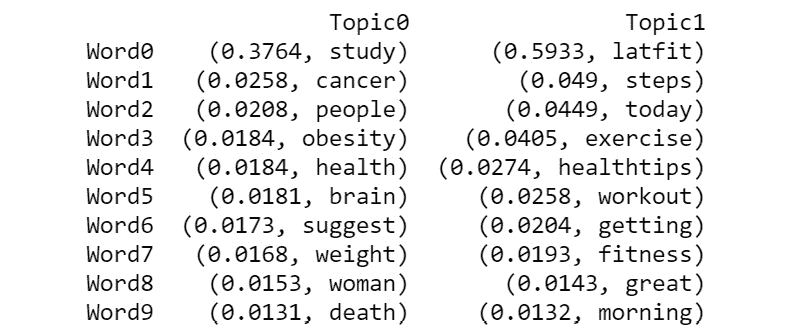 Topic0 Topic1
Word0 (0.3764, study) (0.5933, latfit)
Word1 (0.0258, cancer) (0.049, steps)
Word2 (0.0208, people) (0.0449, today)
Word3 (0.0184, obesity) (0.0405, exercise)
Word4 (0.0184, health) (0.0274, healthtips)
Word5 (0.0181, brain) (0.0258, workout)
Word6 (0.0173, suggest) (0.0204, getting)
Word7 (0.0168, weight) (0.0193, fitness)
Word8 (0.0153, woman) (0.0143, great)
Word9 (0.0131, death) (0.0132, morning)